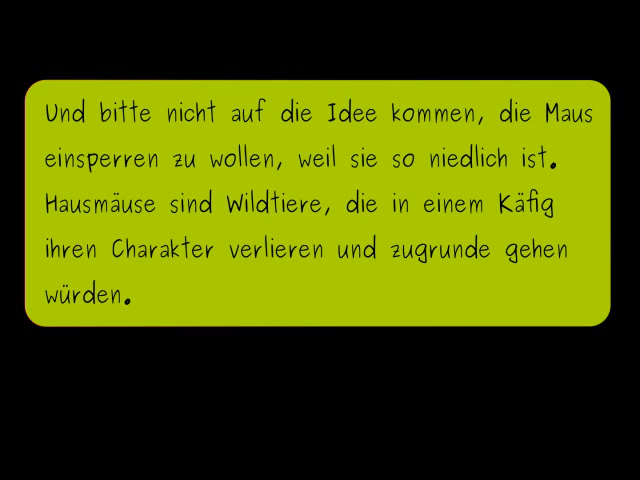 Und bitte nicht auf die Idee kommen, die Maus
einsperren zu wollen, weil sie so niedlich ist.
Hausmäuse sind Wildtiere, die in einem Käfig
ihren Charakter verlieren und zugrunde gehen
würden.